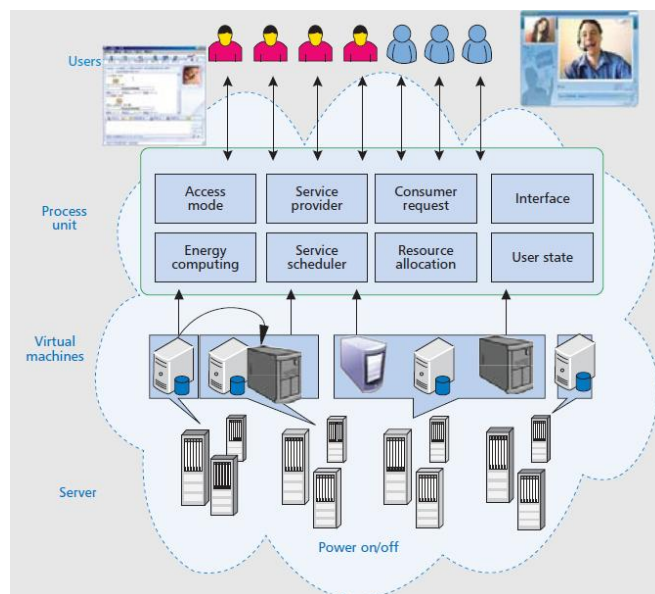 Users
Process
unit
Access
mode
Service
provider
Consumer
request
Interface
Energy
computing
Service
scheduler
Resource
allocation
User state
Virtual
machines
Server
Power on/off